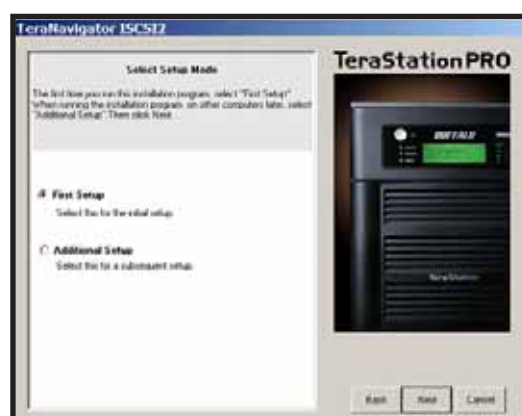 TeraNavigator ISCSI2
Select Setup Mode
The first time you run this installation program, select "First Setup"
When running the installation program on other computers later, select
"Additional Setup". Then click Next.
First Setup
Select this for the initial setup.
Additional Setup
Select this for a subsequent setup.
TeraStation PRO
BUFFALO
TeraStation
Back
Next
Cancel